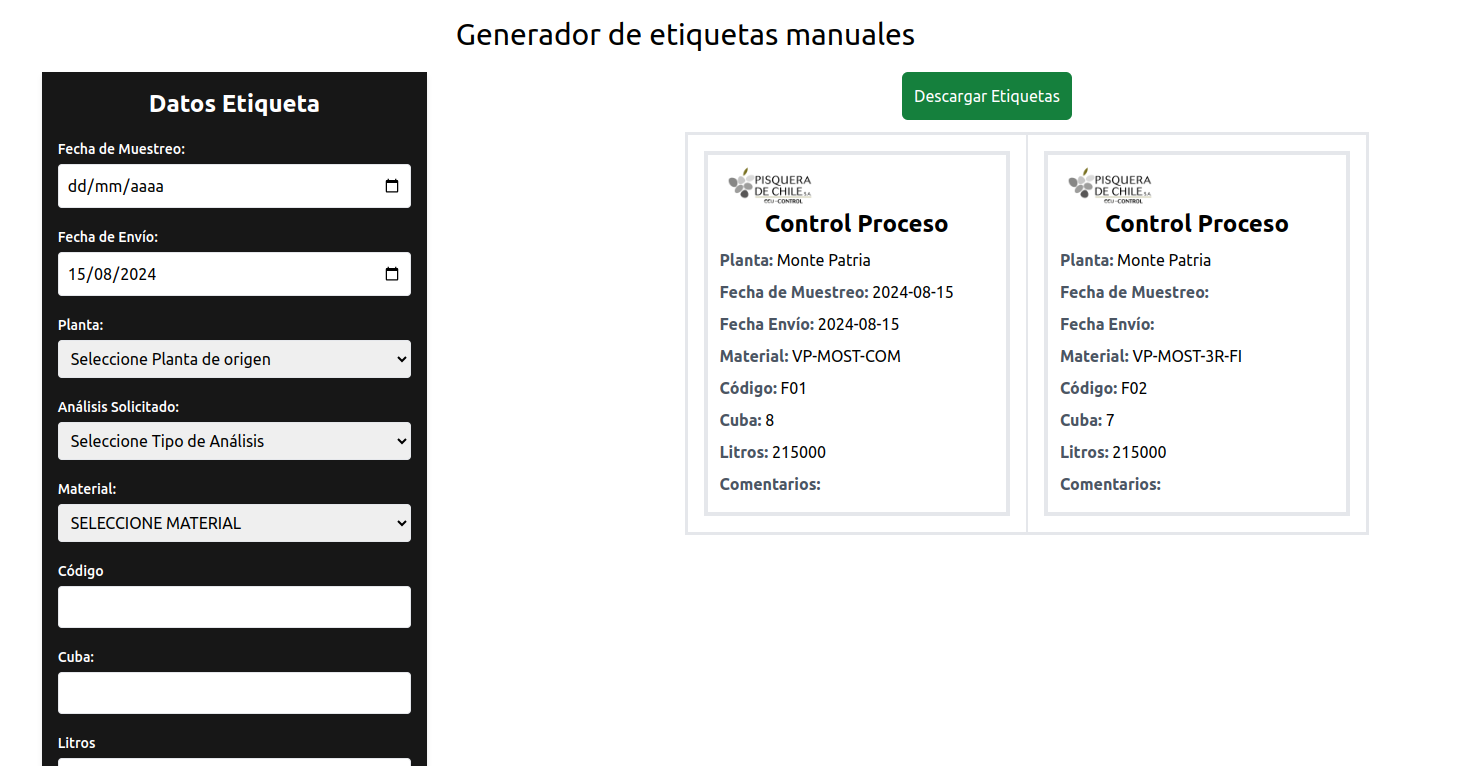 Generador de etiquetas manuales
Datos Etiqueta
Fecha de Muestreo:
dd/mm/aaaa
Fecha de Envío:
15/08/2024
Planta:
Seleccione Planta de origen
Análisis Solicitado:
Seleccione Tipo de Análisis
Material:
SELECCIONE MATERIAL
Código
Cuba:
Litros
Descargar Etiquetas
PISQUERA
DE CHILE S.A.
CCU - CONTROL
Control Proceso
Planta: Monte Patria
Fecha de Muestreo: 2024-08-15
Fecha Envío: 2024-08-15
Material: VP-MOST-COM
Código: F01
Cuba: 8
Litros: 215000
Comentarios:
PISQUERA
DE CHILE S.A.
CCU - CONTROL
Control Proceso
Planta: Monte Patria
Fecha de Muestreo:
Fecha Envío:
Material: VP-MOST-3R-FI
Código: F02
Cuba: 7
Litros: 215000
Comentarios: